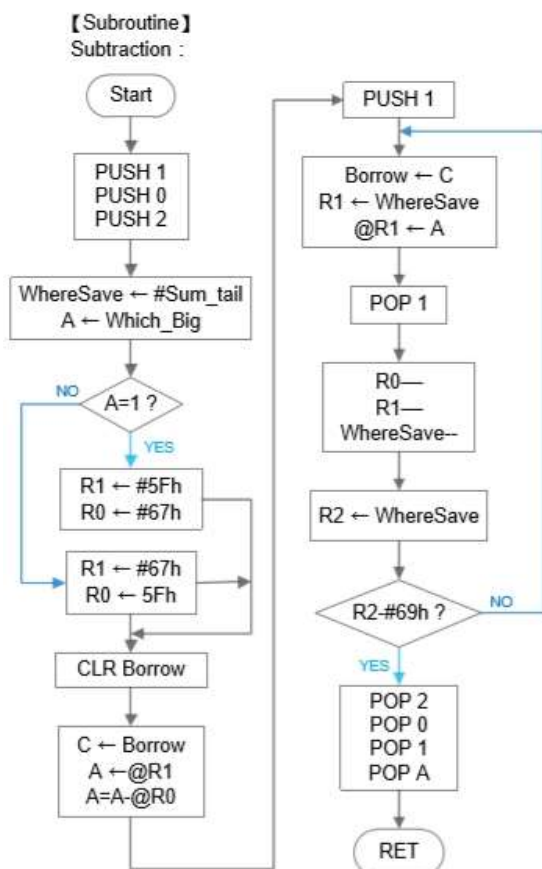 【Subroutine】
Subtraction :
Start
PUSH 1
PUSH 0
PUSH 2
WhereSave ← #Sum_tail
A ← Which_Big
A=1 ?
NO
YES
R1 ← #5Fh
R0 ← #67h
R1 ← #67h
R0 ← 5Fh
CLR Borrow
C ← Borrow
A ←@R1
A=A-@R0
PUSH 1
Borrow ← C
R1 ← WhereSave
@R1 ← A
POP 1
R0—
R1—
WhereSave--
R2 ← WhereSave
R2-#69h ?
NO
YES
POP 2
POP 0
POP 1
POP A
RET